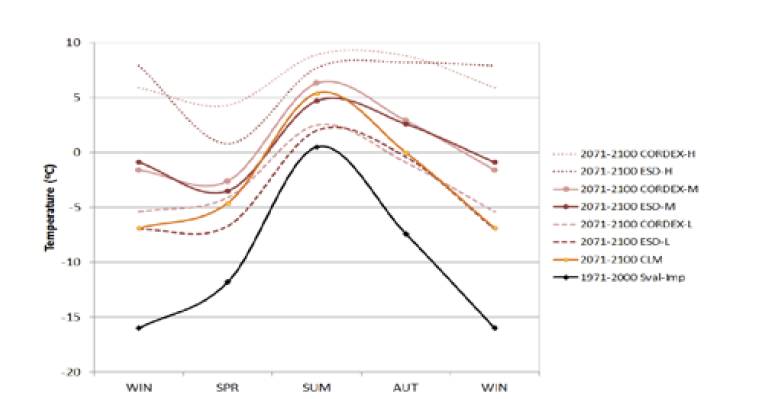 10
5
0
-5
-10
-15
-20
Temperature (°C)
WIN SPR SUM AUT WIN
2071-2100 CORDEX-H
2071-2100 ESD-H
2071-2100 CORDEX-M
2071-2100 ESD-M
2071-2100 CORDEX-L
2071-2100 ESD-L
2071-2100 CLM
1971-2000 Sval-Imp